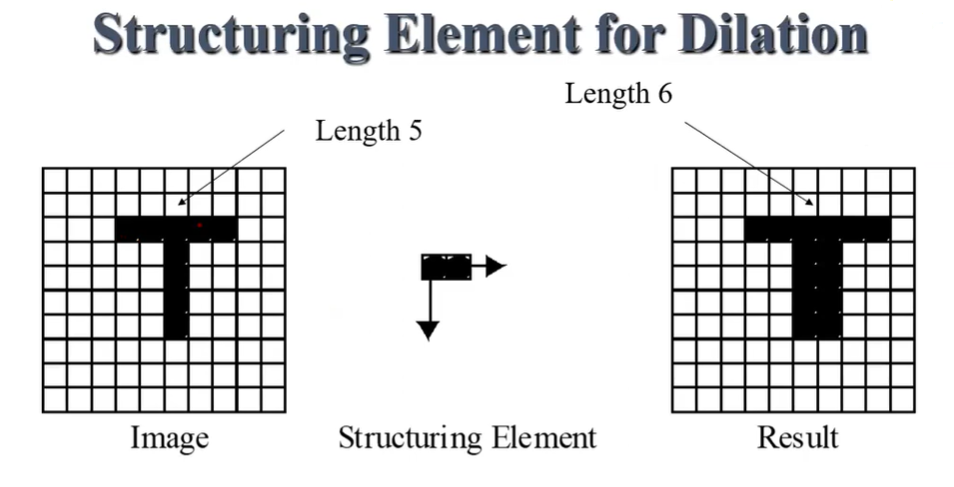 Structuring Element for Dilation
Length 6
Length 5
Image
Structuring Element
Result